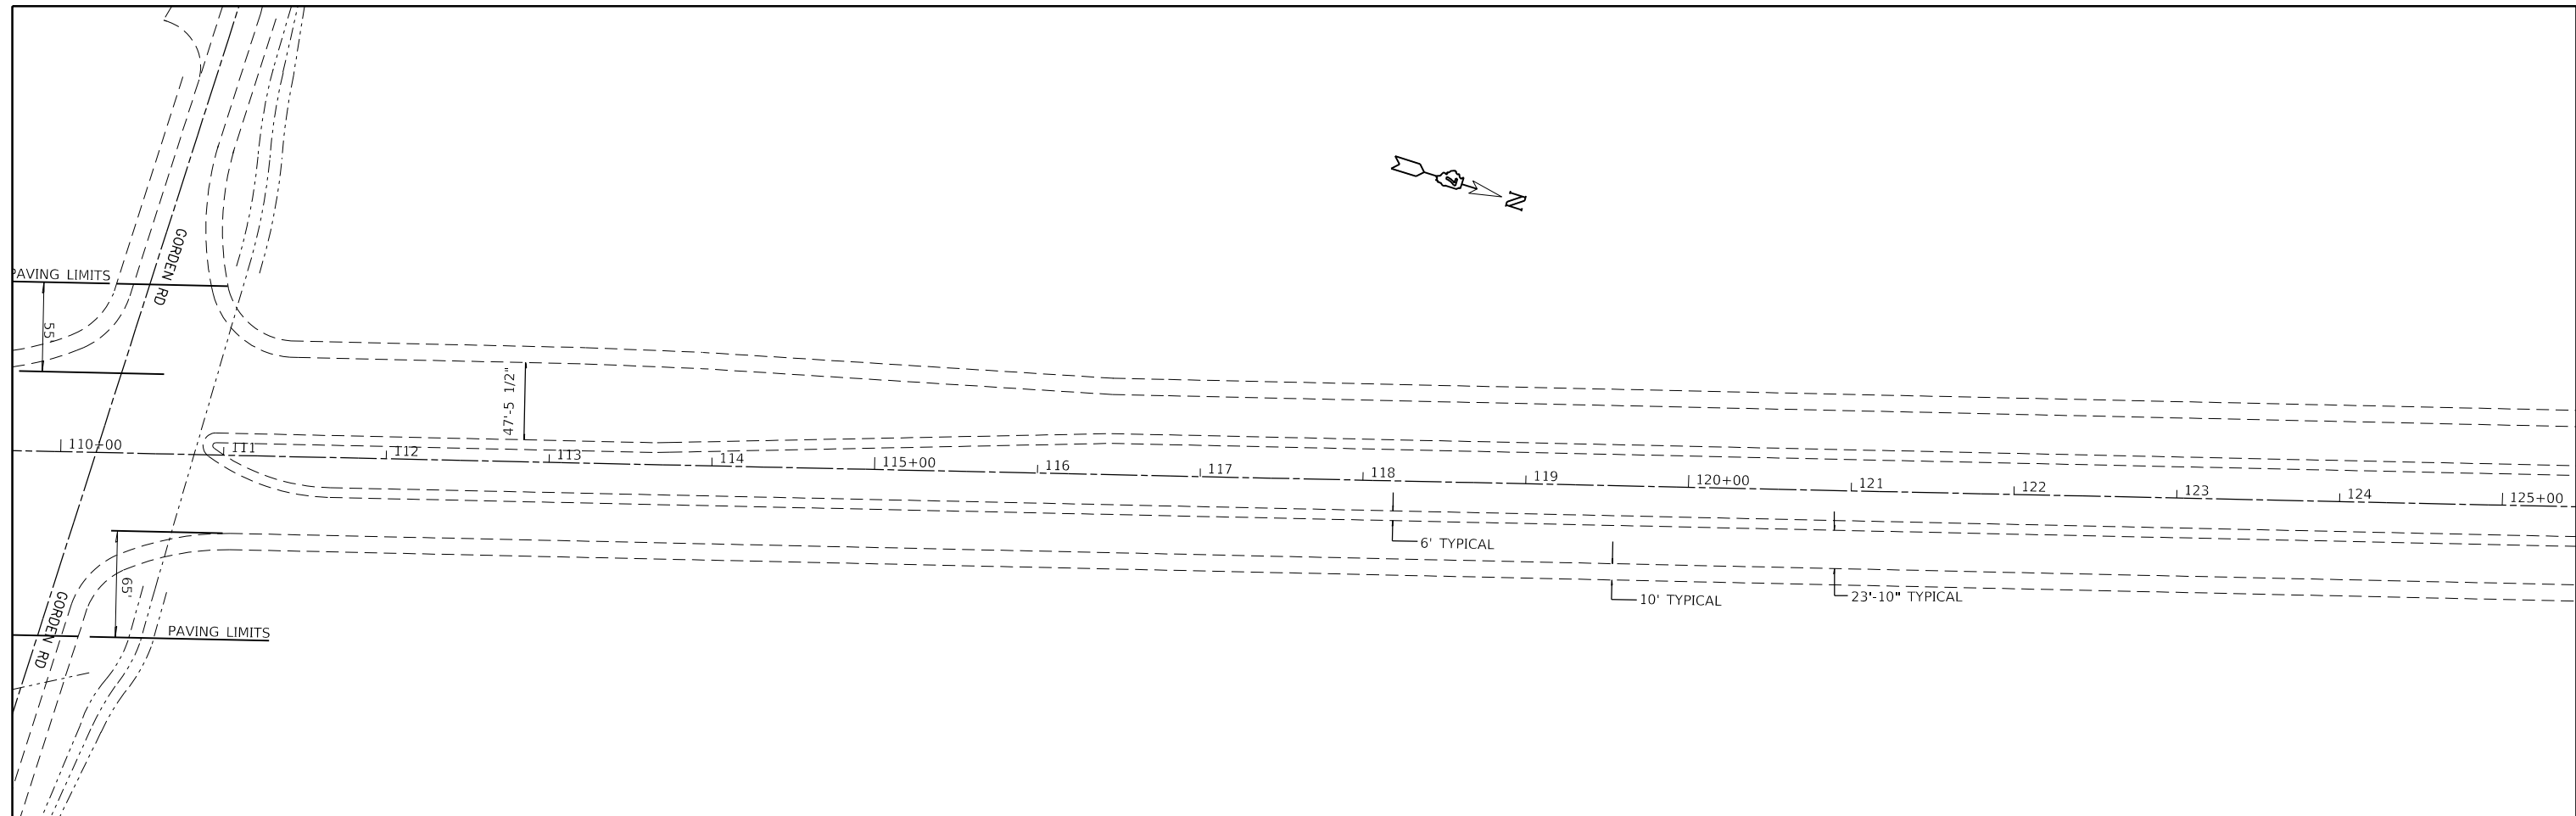 N
GORDEN RD
PAVING LIMITS
55'
47'-5 1/2"
110+00
111
112
113
114
115+00
116
117
118
119
120+00
121
122
123
124
125+00
6' TYPICAL
10' TYPICAL
23'-10" TYPICAL
65'
GORDEN RD
PAVING LIMITS